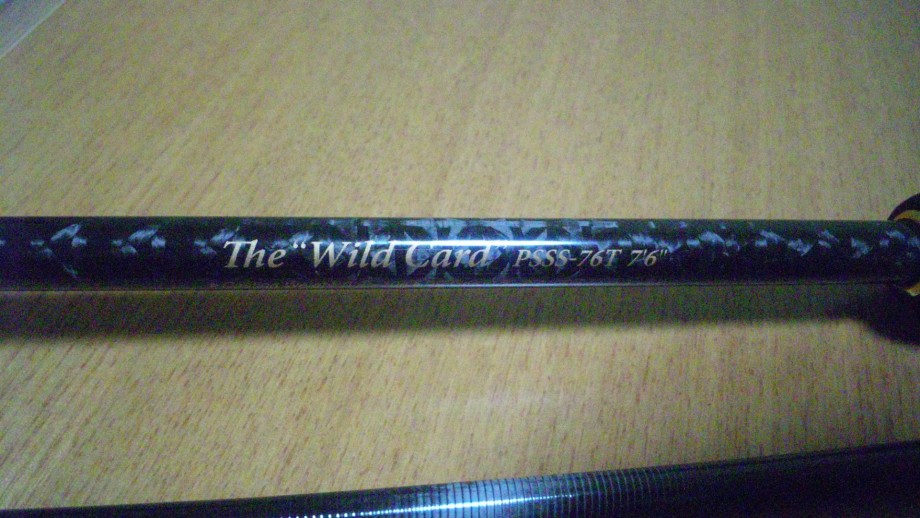 The "Wild Card" PSSS-76T 7'6"